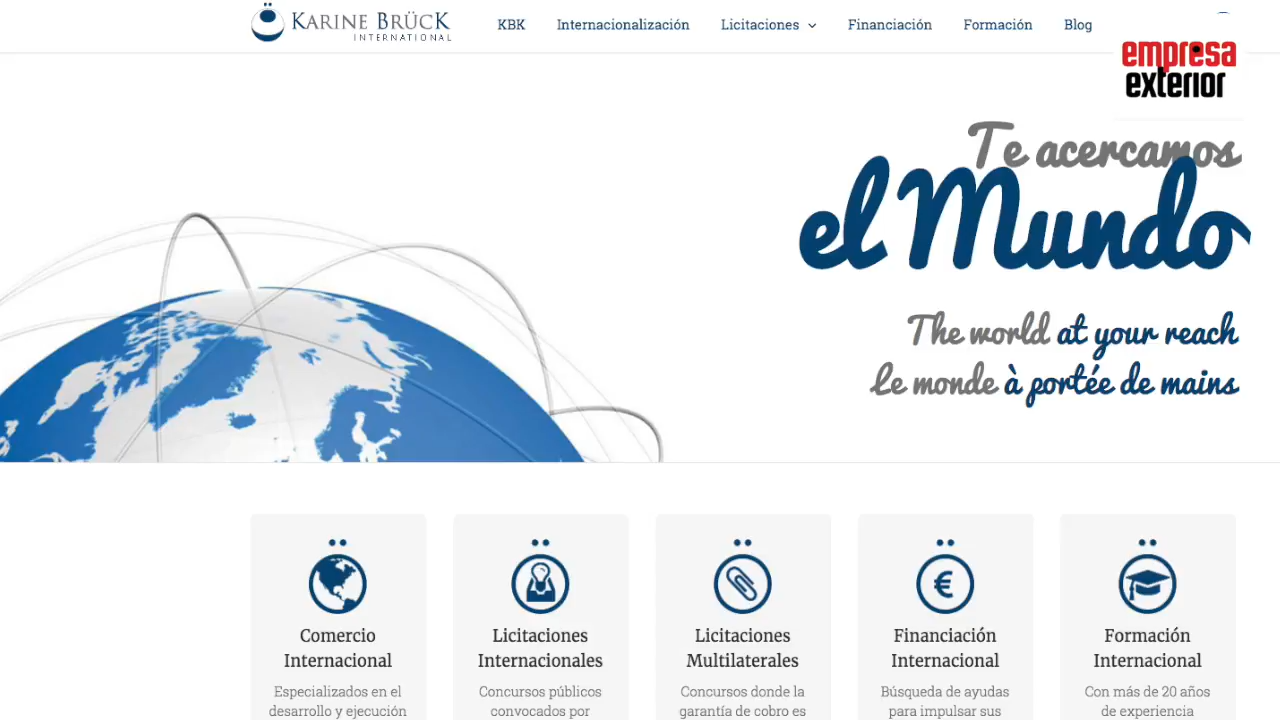 KARINE BRÜCK
INTERNATIONAL
KBK
Internacionalización
Licitaciones
Financiación
Formación
Blog
empresa
exterior
Te acercamos
el Mundo
The world at your reach
Le monde à portée de mains
Comercio
Internacional
Especializados en el
desarrollo y ejecución
Licitaciones
Internacionales
Concursos públicos
convocados por
Licitaciones
Multilaterales
Concursos donde la
garantía de cobro es
Financiación
Internacional
Búsqueda de ayudas
para impulsar sus
Formación
Internacional
Con más de 20 años
de experiencia